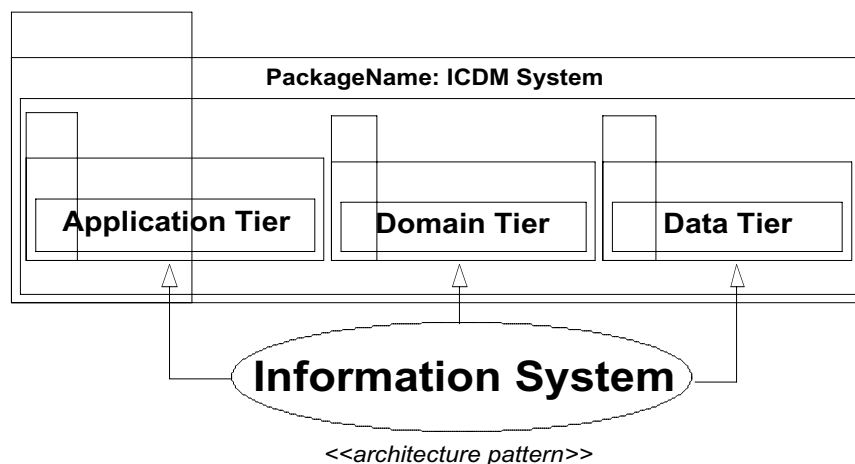 PackageName: ICDM System
Application Tier
Domain Tier
Data Tier
Information System
<<architecture pattern>>